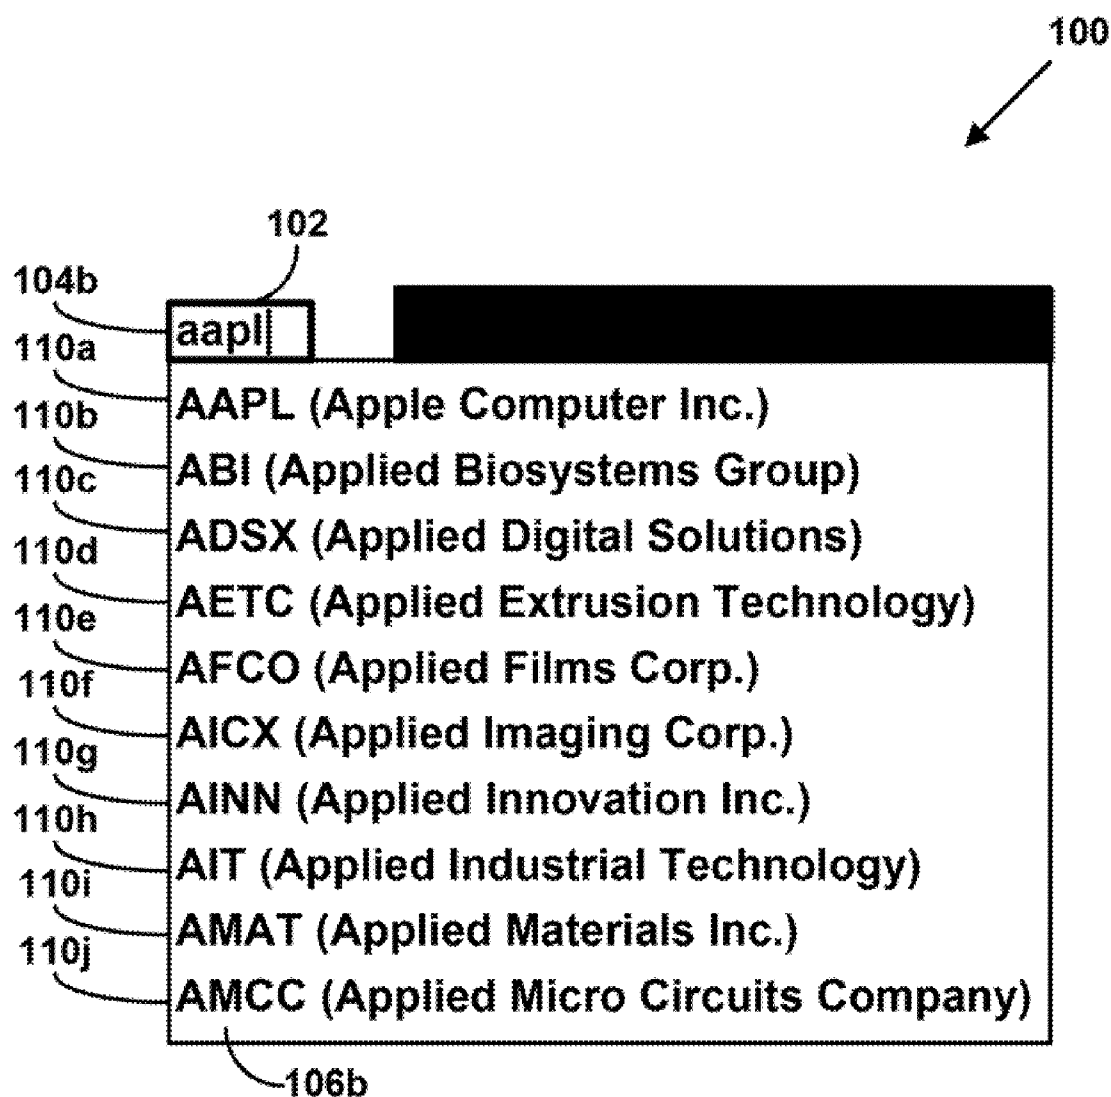 100
102
104b
aapl
110a
AAPL (Apple Computer Inc.)
110b
ABI (Applied Biosystems Group)
110c
ADSX (Applied Digital Solutions)
110d
AETC (Applied Extrusion Technology)
110e
AFCO (Applied Films Corp.)
110f
AICX (Applied Imaging Corp.)
110g
AINN (Applied Innovation Inc.)
110h
AIT (Applied Industrial Technology)
110i
AMAT (Applied Materials Inc.)
110j
AMCC (Applied Micro Circuits Company)
106b